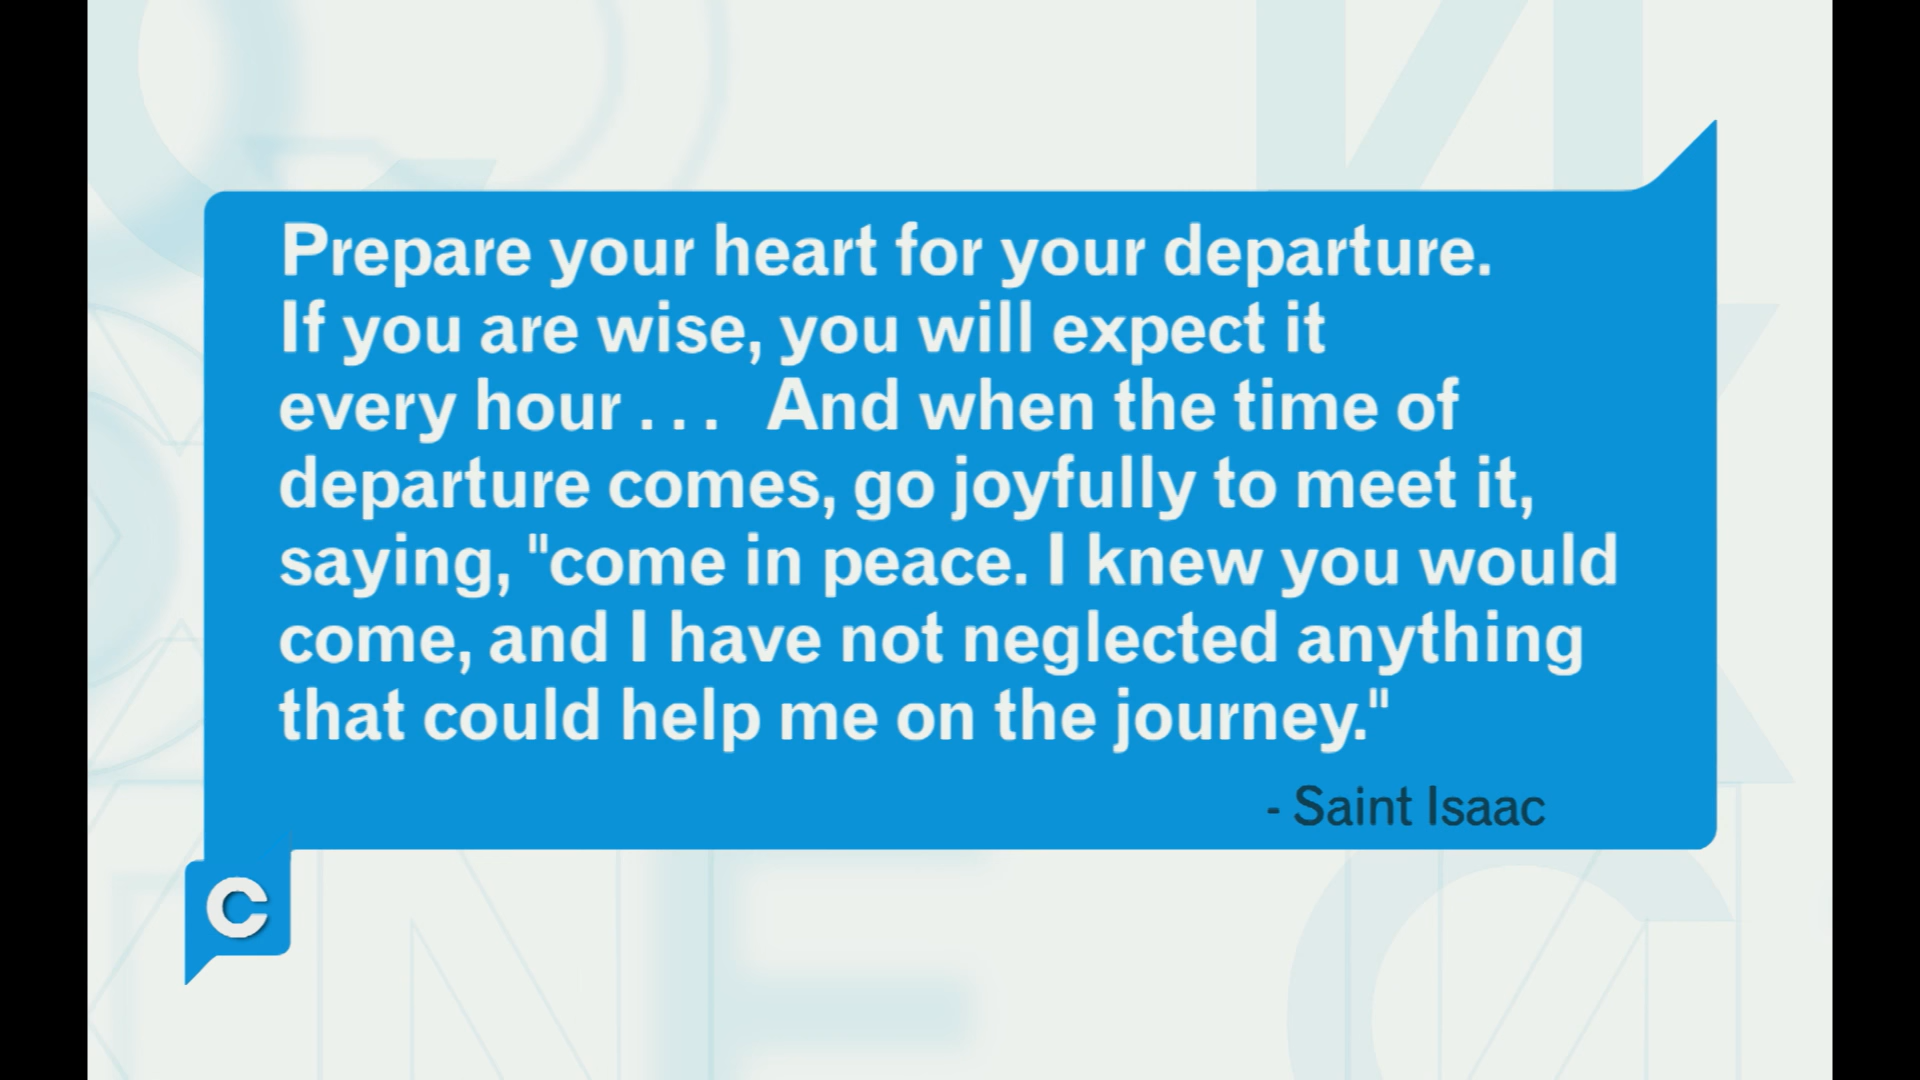 Prepare your heart for your departure.
If you are wise, you will expect it
every hour . . .   And when the time of
departure comes, go joyfully to meet it,
saying, "come in peace. I knew you would
come, and I have not neglected anything
that could help me on the journey."
- Saint Isaac
C